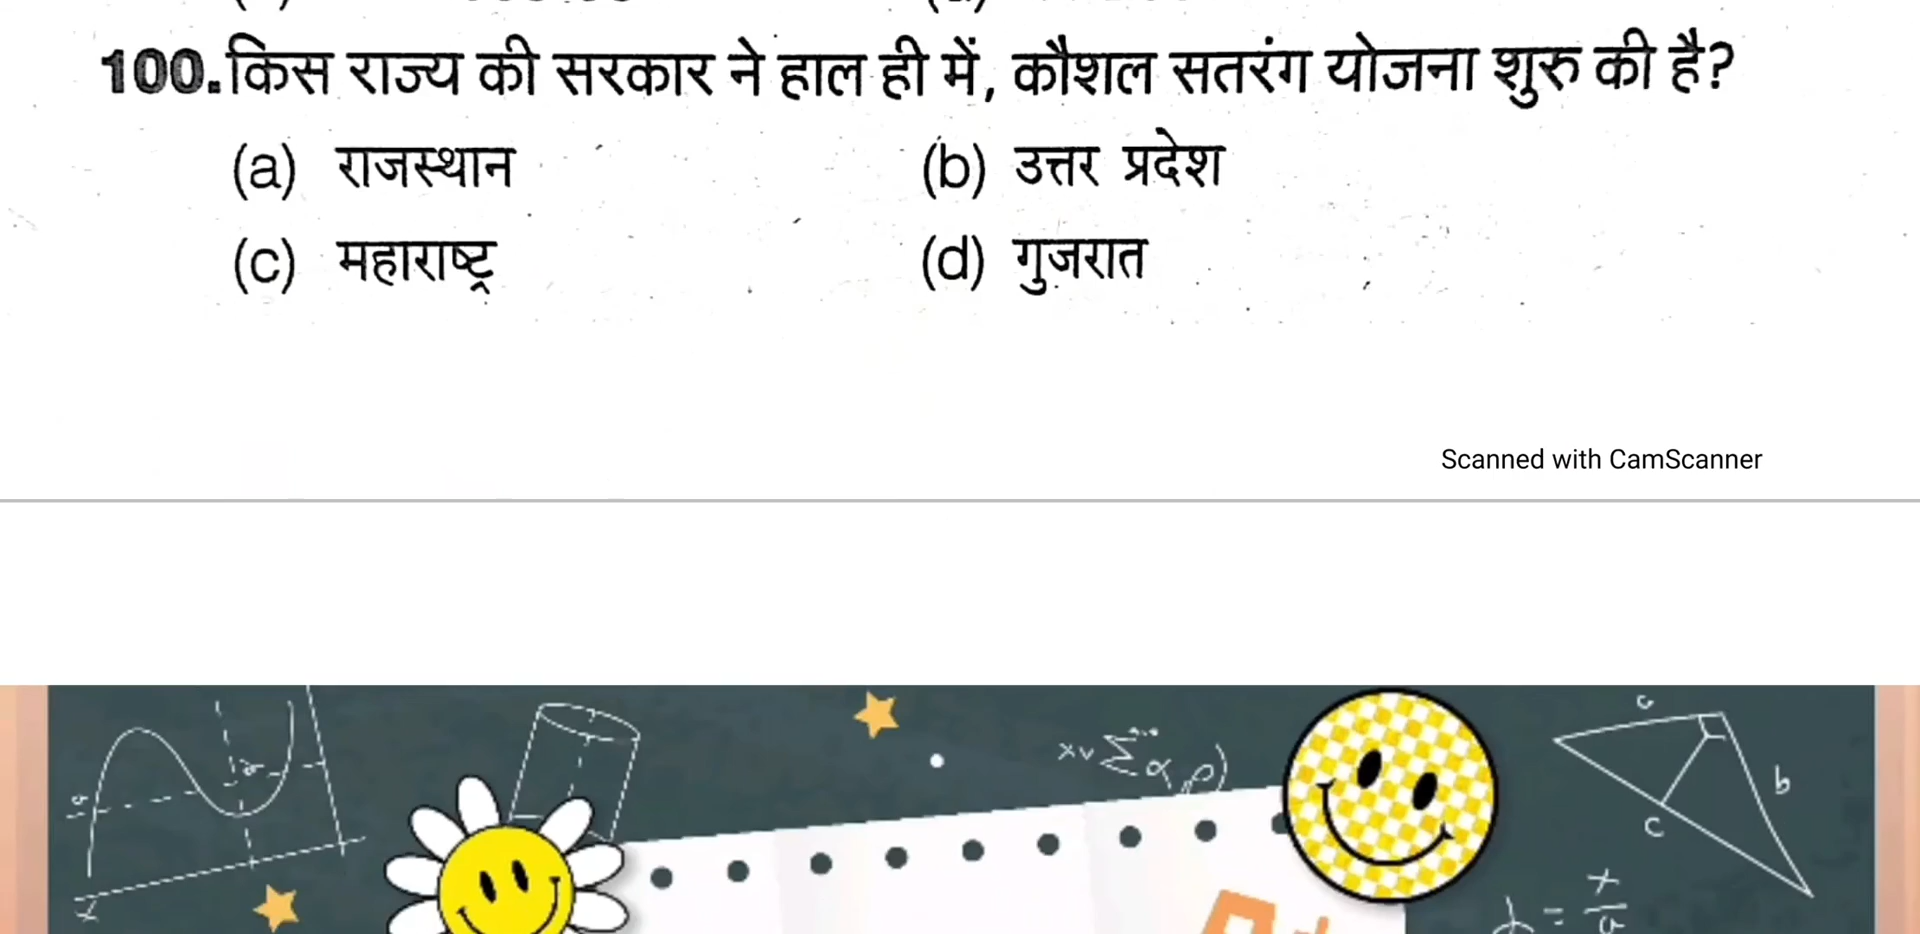 100. किस राज्य की सरकार ने हाल ही में, कौशल सतरंग योजना शुरु की है?
(a) राजस्थान (b) उत्तर प्रदेश
(c) महाराष्ट्र (d) गुजरात
Scanned with CamScanner
a
b
c